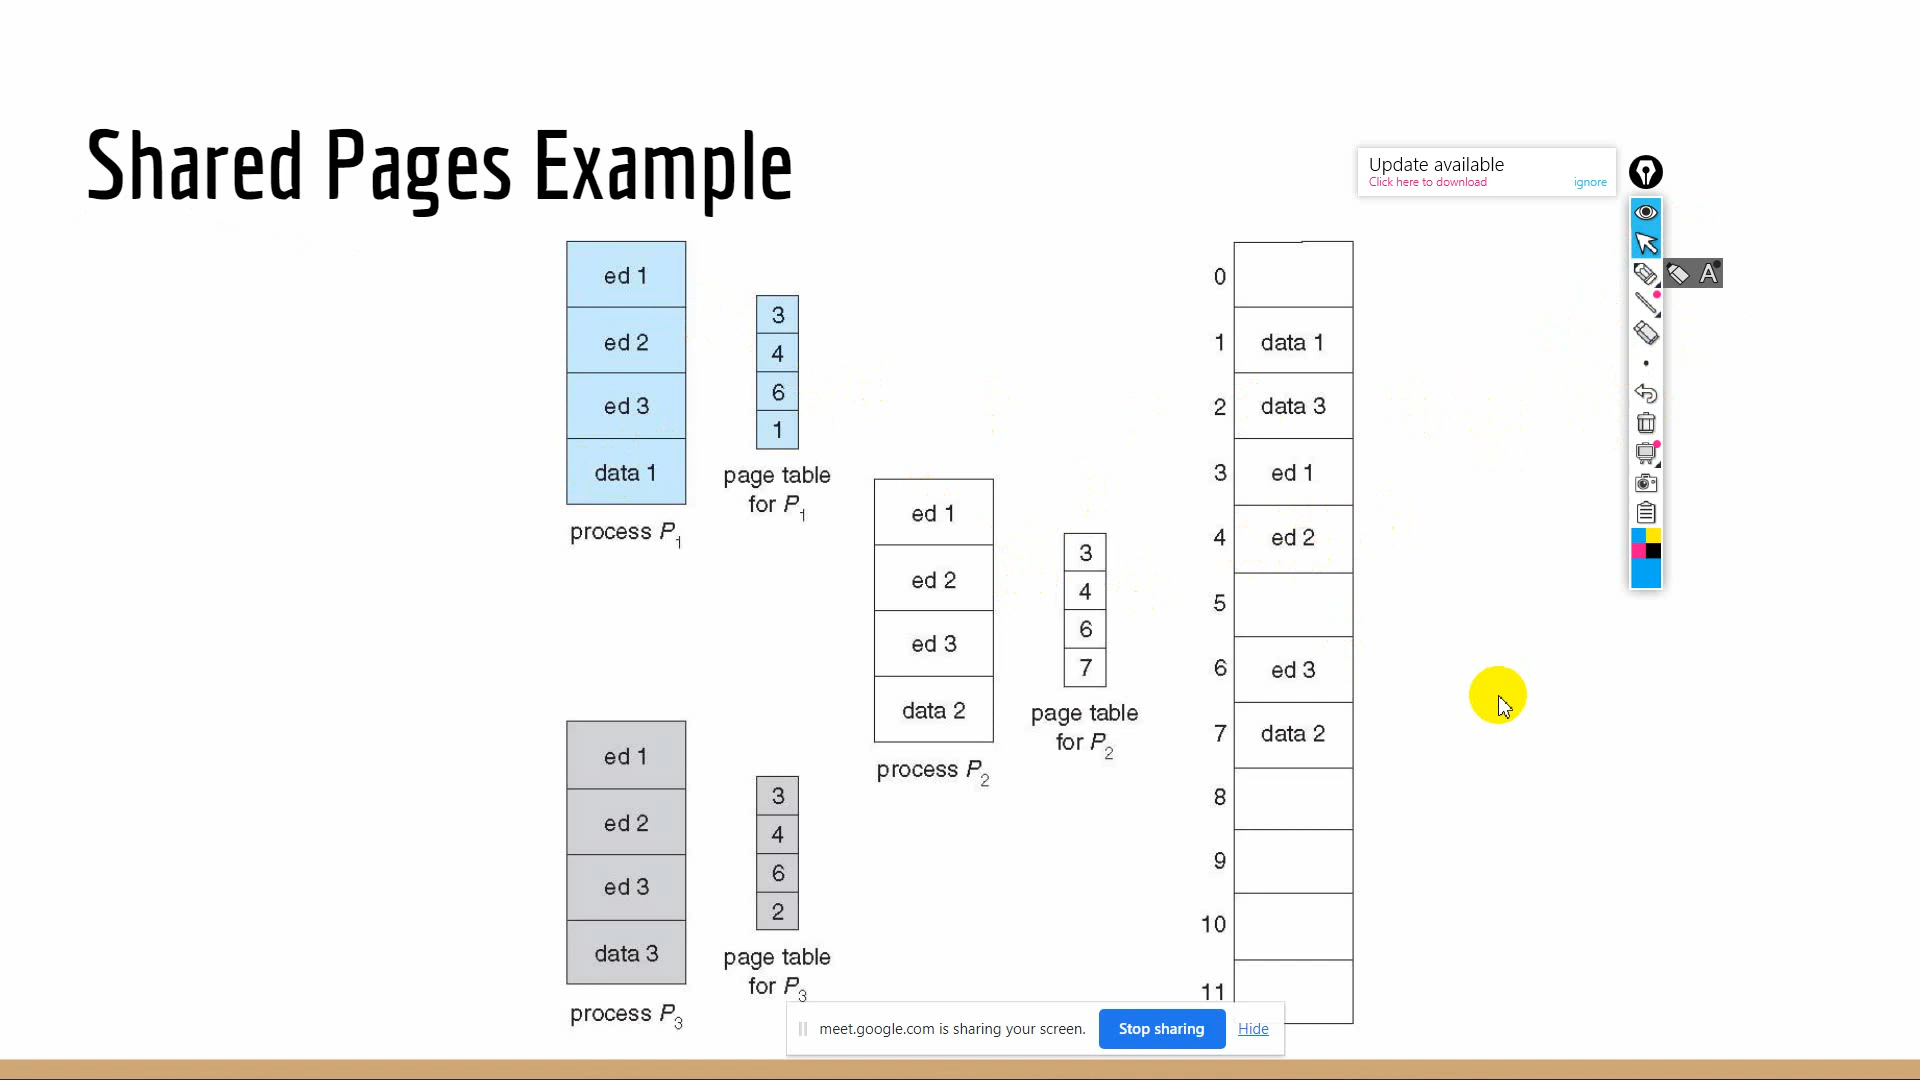 Shared Pages Example
Update available
Click here to download ignore
A
ed 1
ed 2
ed 3
data 1
process P1
3
4
6
1
page table
for P1
ed 1
ed 2
ed 3
data 2
process P2
3
4
6
7
page table
for P2
ed 1
ed 2
ed 3
data 3
process P3
3
4
6
2
page table
for P3
0
1 data 1
2 data 3
3 ed 1
4 ed 2
5
6 ed 3
7 data 2
8
9
10
11
meet.google.com is sharing your screen. Stop sharing Hide